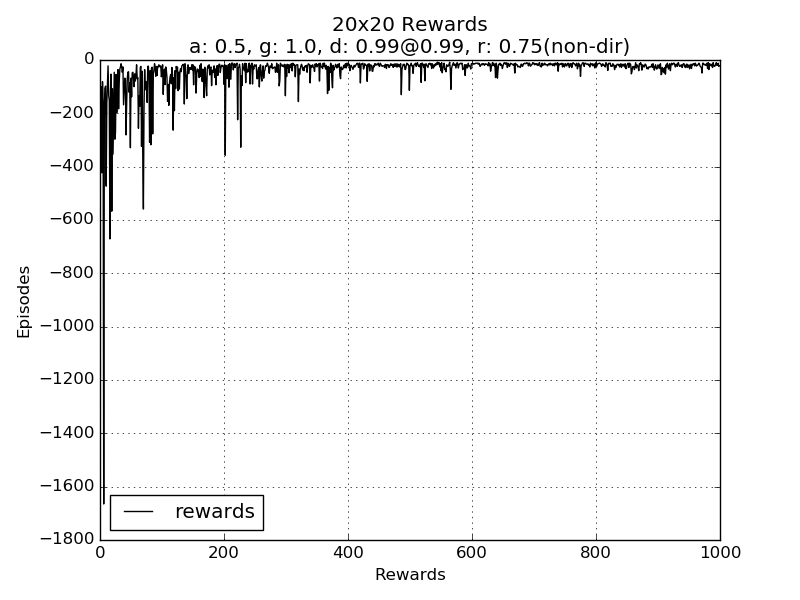 20x20 Rewards
a: 0.5, g: 1.0, d: 0.99@0.99, r: 0.75(non-dir)
0
−200
−400
−600
−800
−1000
−1200
−1400
−1600
−1800
Episodes
rewards
0 200 400 600 800 1000
Rewards